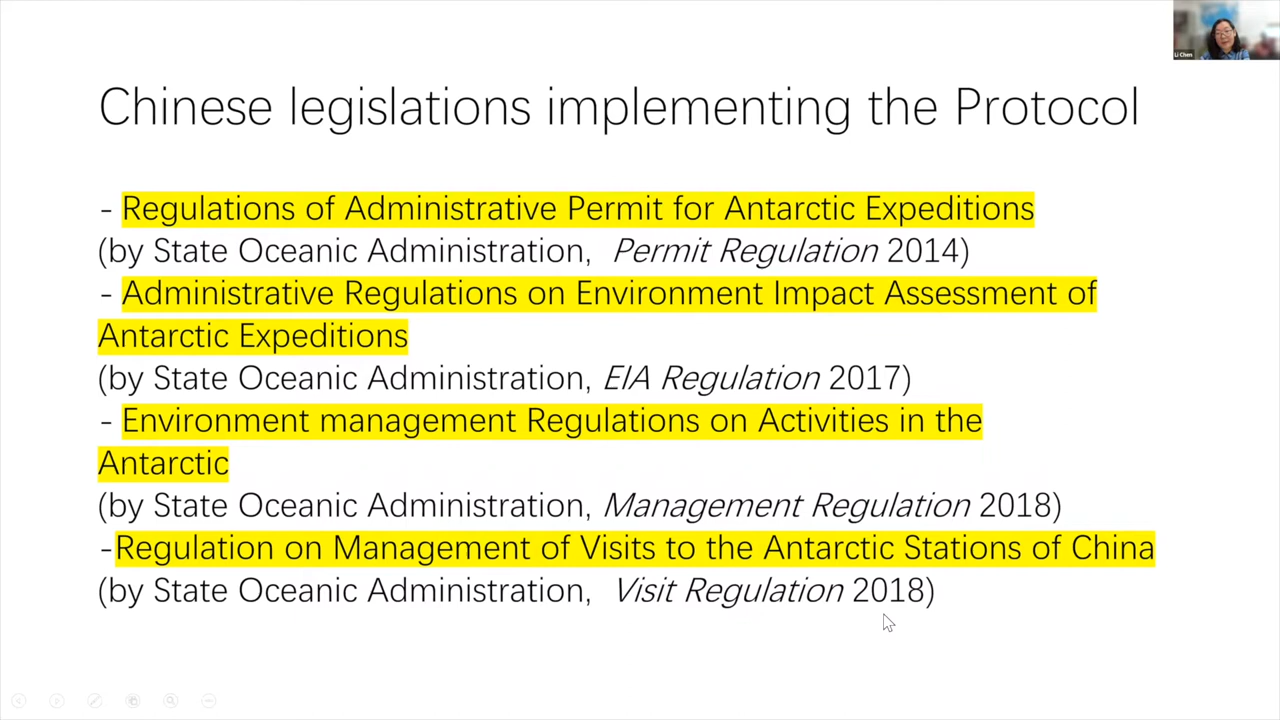 Li Chen
Chinese legislations implementing the Protocol
- Regulations of Administrative Permit for Antarctic Expeditions
(by State Oceanic Administration, Permit Regulation 2014)
- Administrative Regulations on Environment Impact Assessment of
Antarctic Expeditions
(by State Oceanic Administration, EIA Regulation 2017)
- Environment management Regulations on Activities in the
Antarctic
(by State Oceanic Administration, Management Regulation 2018)
-Regulation on Management of Visits to the Antarctic Stations of China
(by State Oceanic Administration, Visit Regulation 2018)